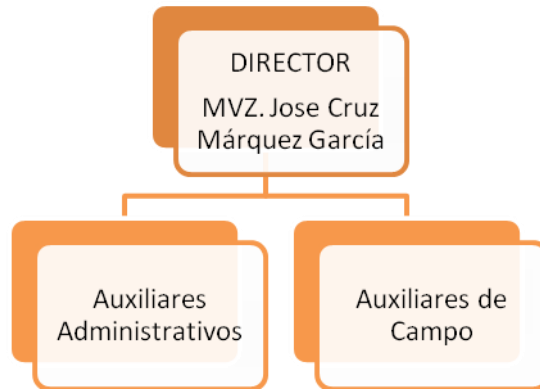 DIRECTOR
MVZ. Jose Cruz
Márquez García
Auxiliares
Administrativos
Auxiliares de
Campo